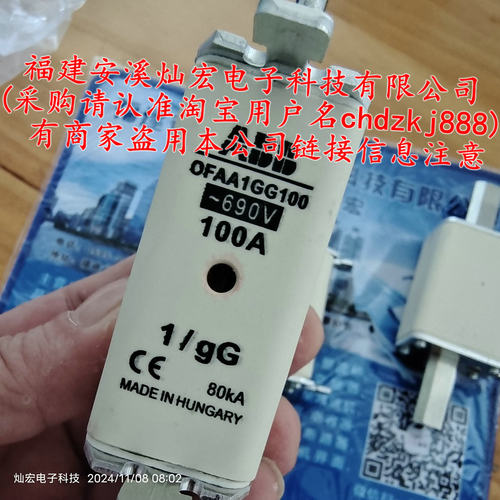 福建安溪灿宏电子科技有限公司
(采购请认准淘宝用户名chdzkj888)
有商家盗用本公司链接信息注意
ABB
OFAA1GG100
~690V
100A
1/gG
CE
80kA
MADE IN HUNGARY
灿宏电子科技 2024/11/08 08:02